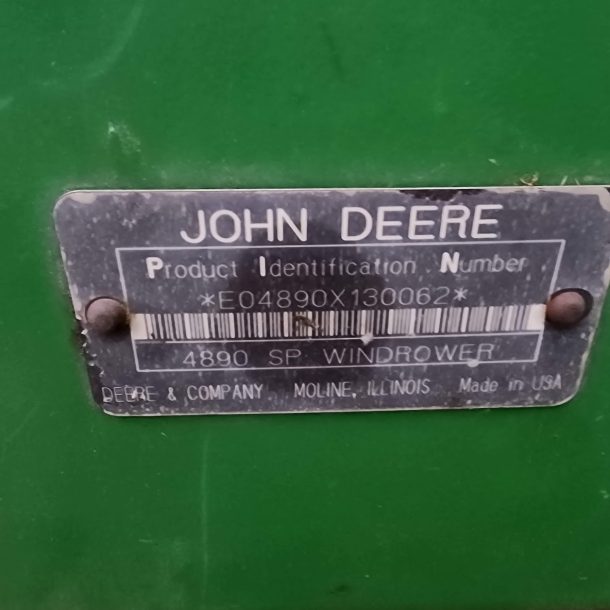 JOHN DEERE
Product Identification Number
*E04890X130062*
4890 SP WINDROWER
DEERE & COMPANY MOLINE, ILLINOIS Made in USA